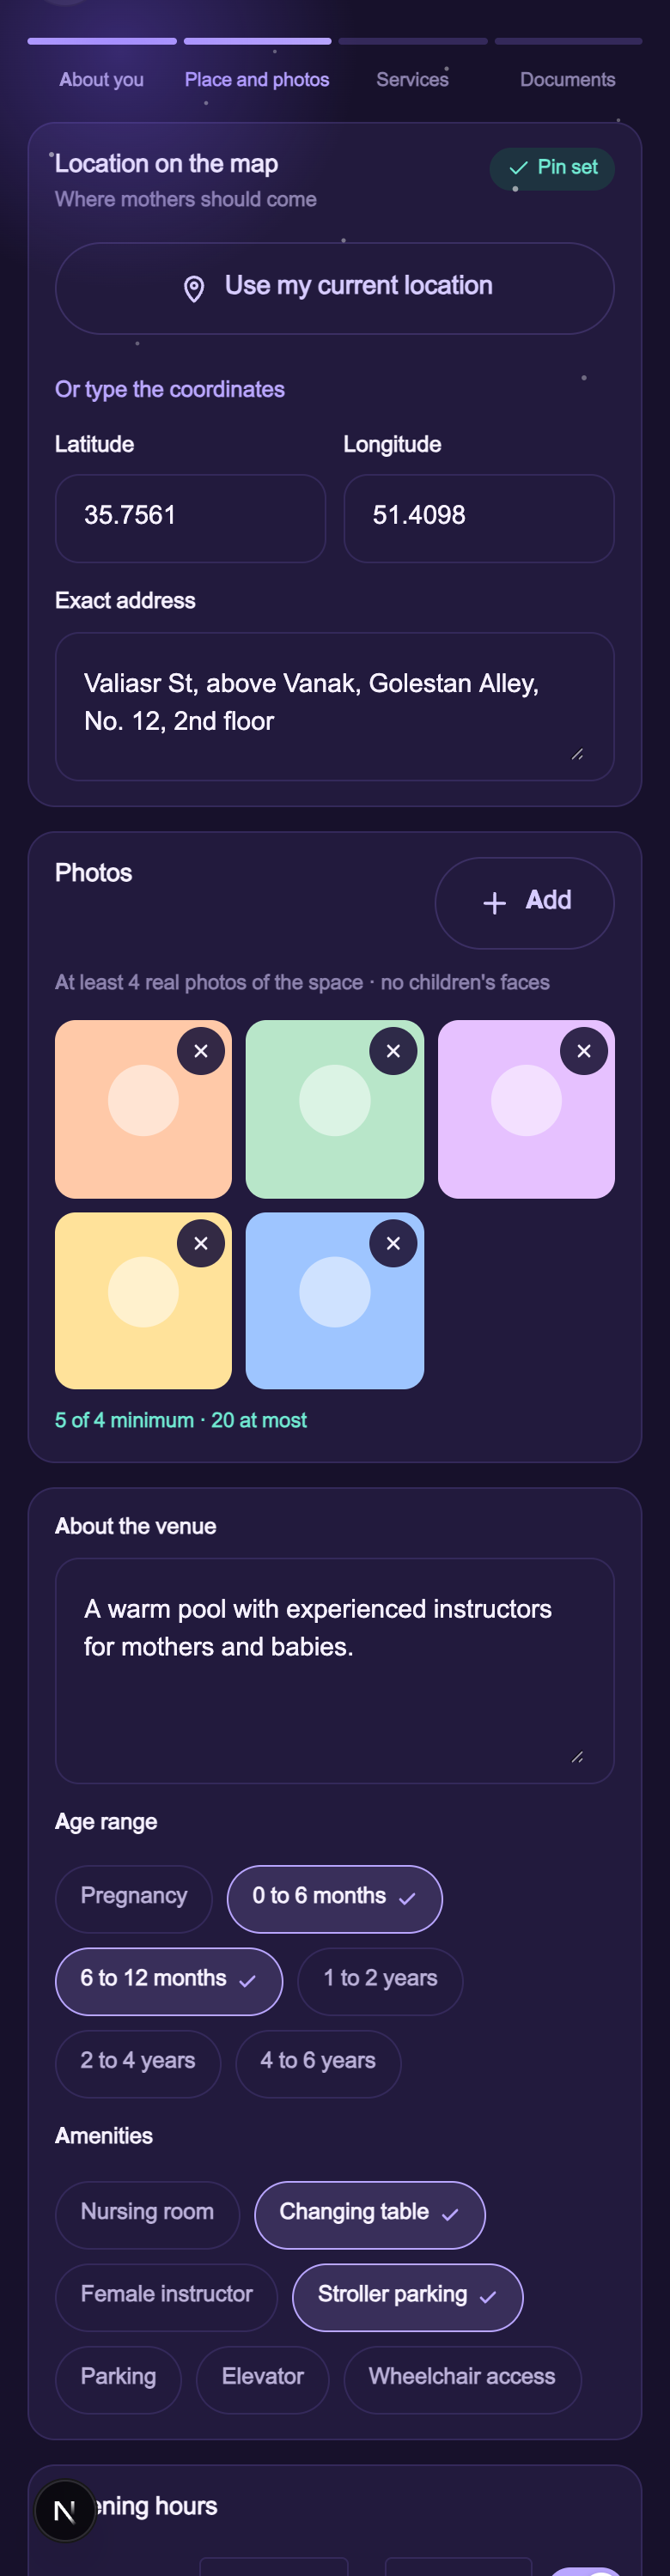 About you
Place and photos
Services
Documents
Location on the map
Pin set
Where mothers should come
Use my current location
Or type the coordinates
Latitude
Longitude
35.7561
51.4098
Exact address
Valiasr St, above Vanak, Golestan Alley,
No. 12, 2nd floor
Photos
Add
At least 4 real photos of the space · no children's faces
5 of 4 minimum · 20 at most
About the venue
A warm pool with experienced instructors
for mothers and babies.
Age range
Pregnancy
0 to 6 months
6 to 12 months
1 to 2 years
2 to 4 years
4 to 6 years
Amenities
Nursing room
Changing table
Female instructor
Stroller parking
Parking
Elevator
Wheelchair access
N
ening hours